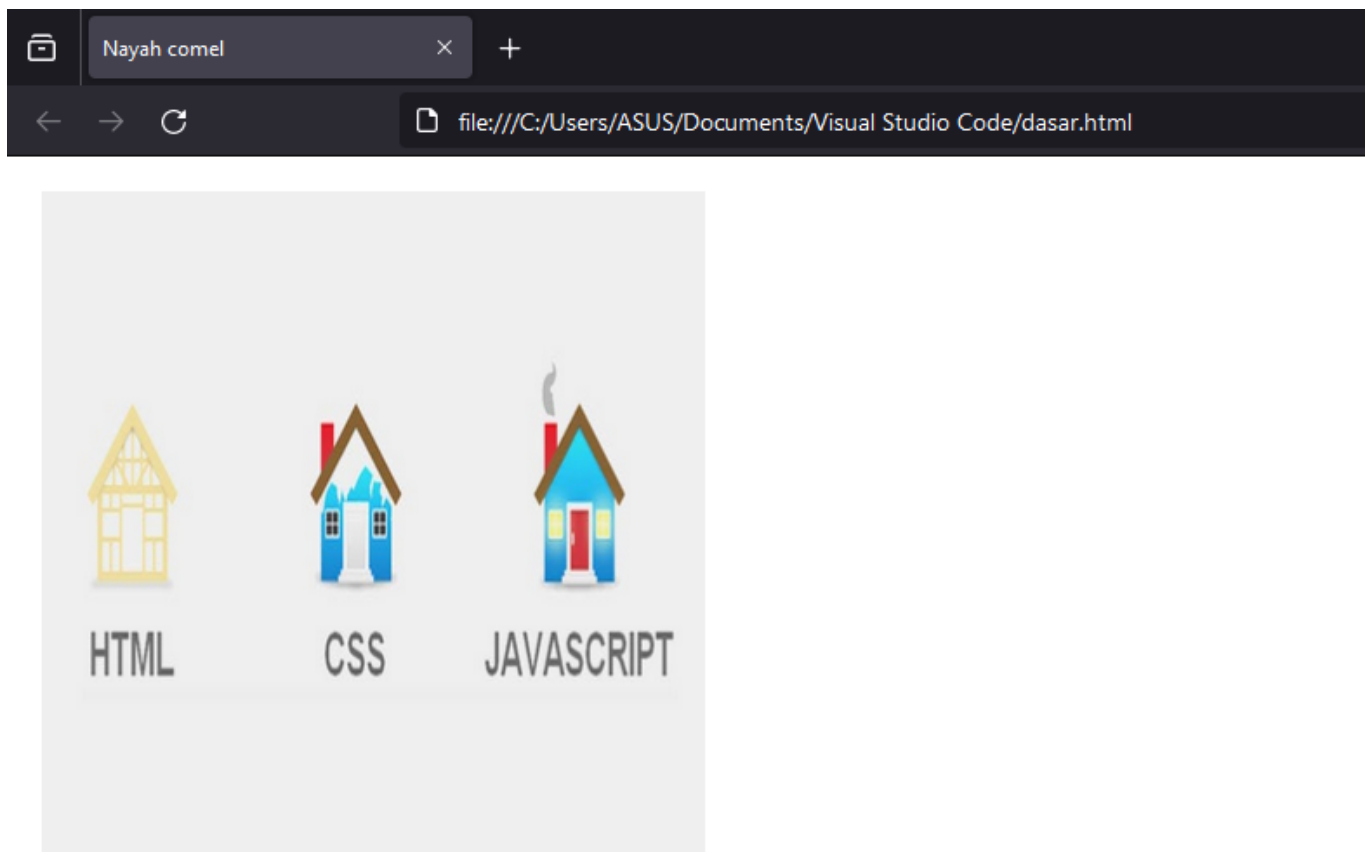 Nayah comel
file:///C:/Users/ASUS/Documents/Visual Studio Code/dasar.html
HTML CSS JAVASCRIPT